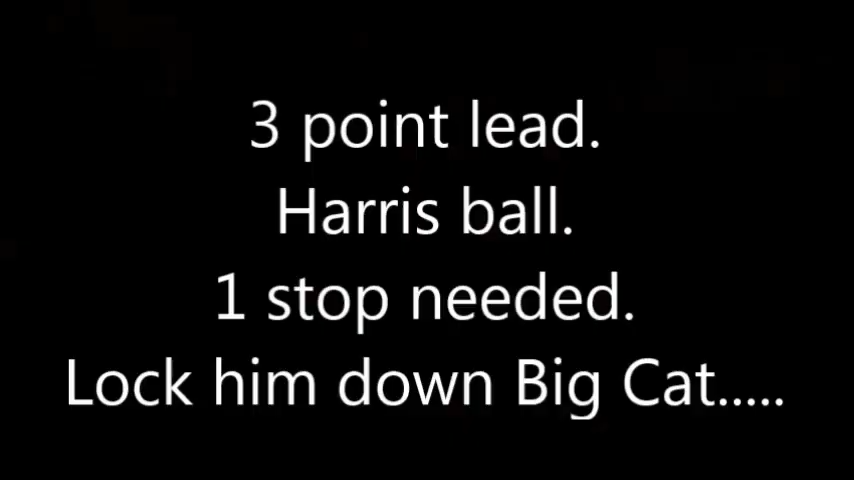 3 point lead.
Harris ball.
1 stop needed.
Lock him down Big Cat.....